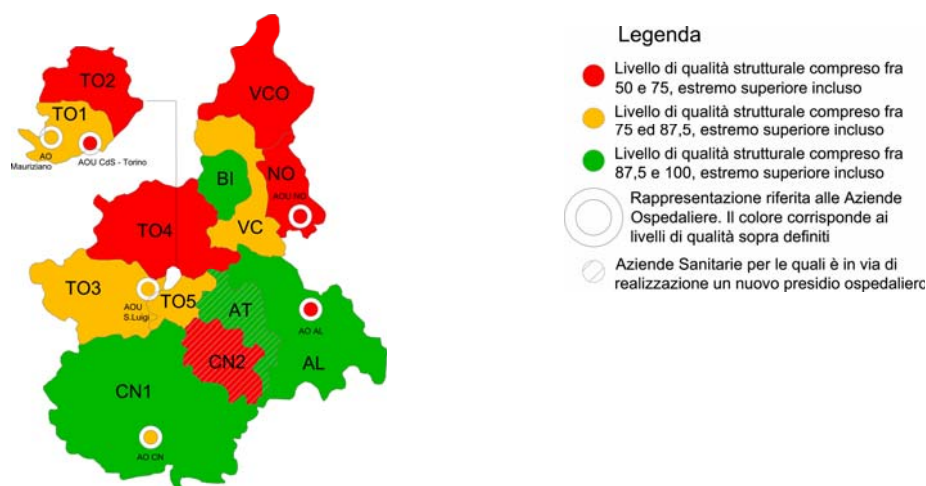 TO2
TO1
AO
Mauriziano
AOU CdS - Torino
VCO
BI
NO
AOU NO
VC
TO4
TO3
AOU
S.Luigi
TO5
AT
AO AL
AL
CN2
CN1
AO CN
Legenda
Livello di qualità strutturale compreso fra
50 e 75, estremo superiore incluso
Livello di qualità strutturale compreso fra
75 ed 87,5, estremo superiore incluso
Livello di qualità strutturale compreso fra
87,5 e 100, estremo superiore incluso
Rappresentazione riferita alle Aziende
Ospedaliere. Il colore corrisponde ai
livelli di qualità sopra definiti
Aziende Sanitarie per le quali è in via di
realizzazione un nuovo presidio ospedaliero